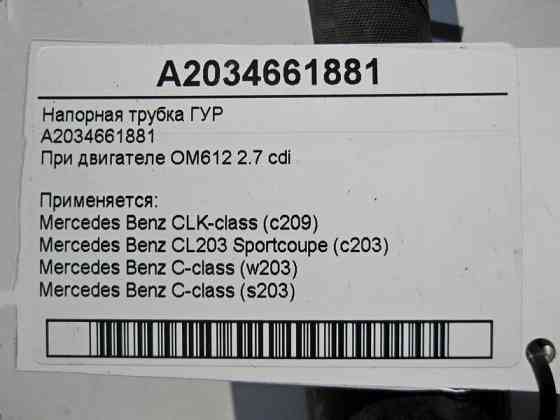 A2034661881
Напорная трубка ГУР
A2034661881
При двигателе OM612 2.7 cdi
Применяется:
Mercedes Benz CLK-class (c209)
Mercedes Benz CL203 Sportcoupe (c203)
Mercedes Benz C-class (w203)
Mercedes Benz C-class (s203)